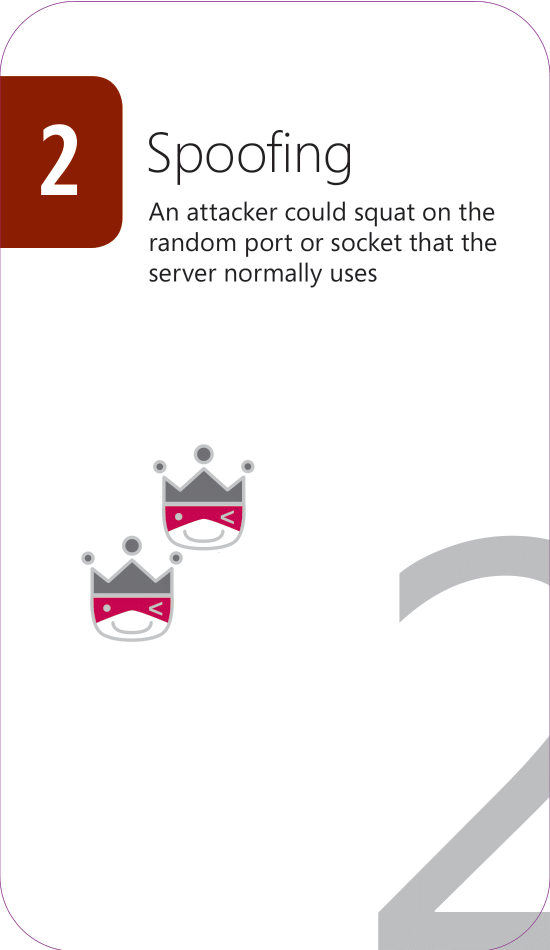 2
Spoofing
An attacker could squat on the
random port or socket that the
server normally uses
2